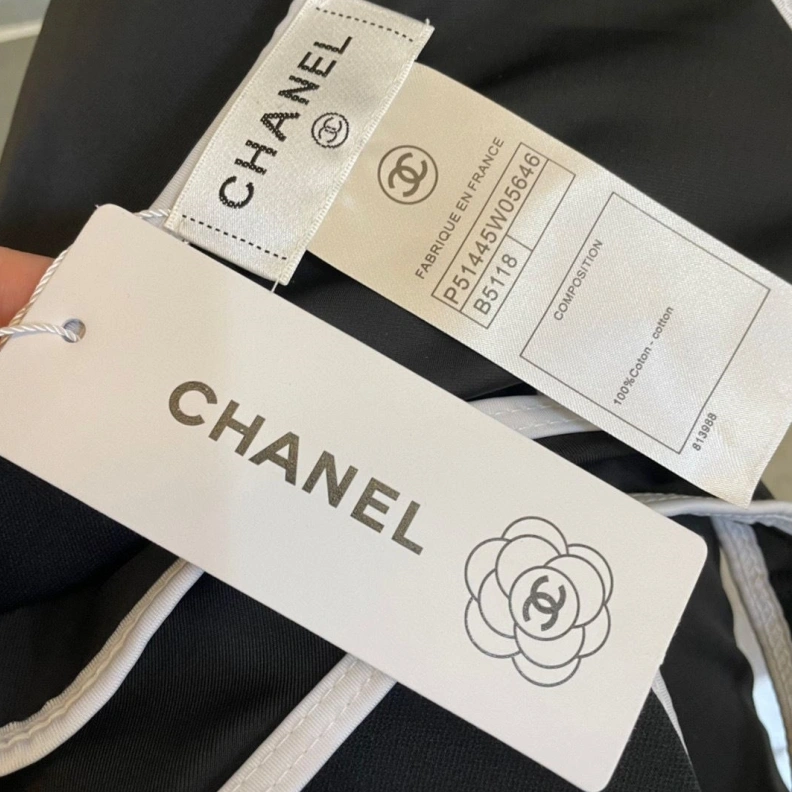 CHANEL
FABRIQUE EN FRANCE
P51445W05646
B5118
COMPOSITION
100%Coton - cotton
813988
CHANEL